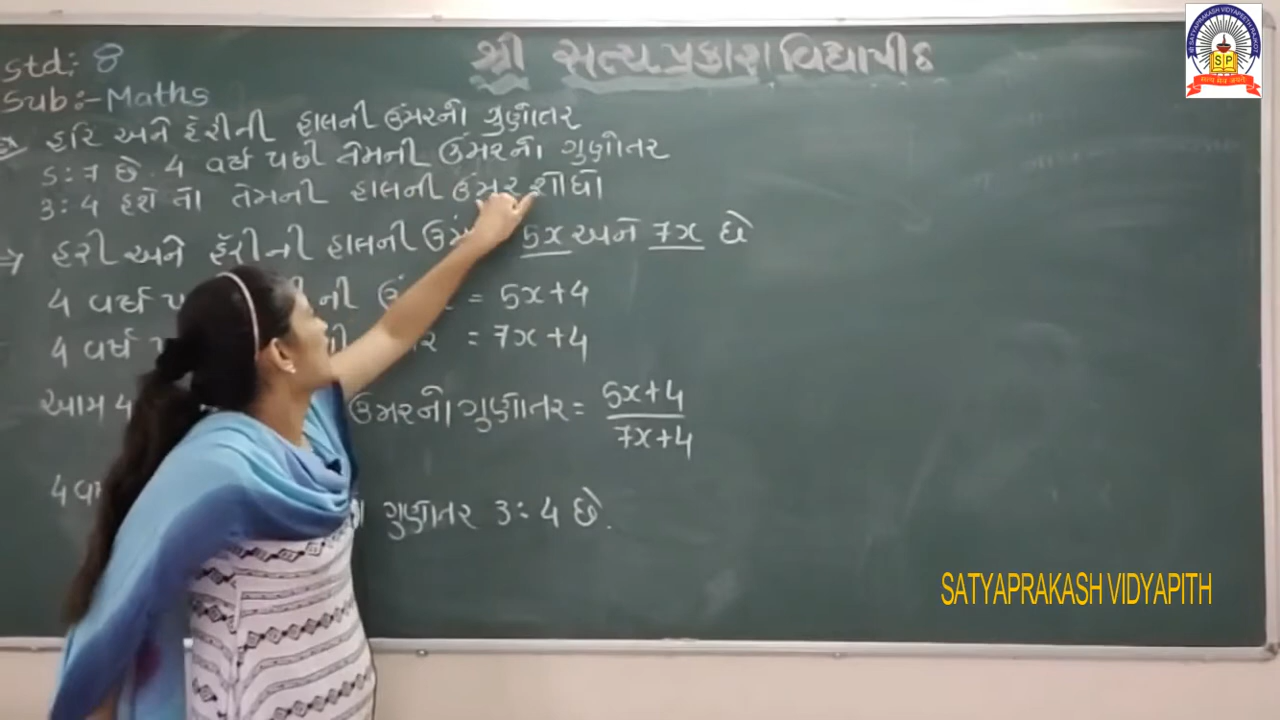 શ્રી સત્યપ્રકાશ વિદ્યાપીઠ
Std: 8
Sub:- Maths
હરિ અને હેરીની હાલની ઉંમરનો ગુણોતર
5:7 છે. 4 વર્ષ પછી તેમની ઉંમરનો ગુણોતર
3:4 હશે તો તેમની હાલની ઉંમર શોધો
⇒ હરી અને હેરીની હાલની 5x અને 7x છે
4 વર્ષ ની = 5x+4
4 વર્ષ = 7x+4
આમ 4 ઉંમરનો ગુણોતર = 5x+4
7x+4
4 ગુણોતર 3:4 છે.
SATYAPRAKASH VIDYAPITH
SP